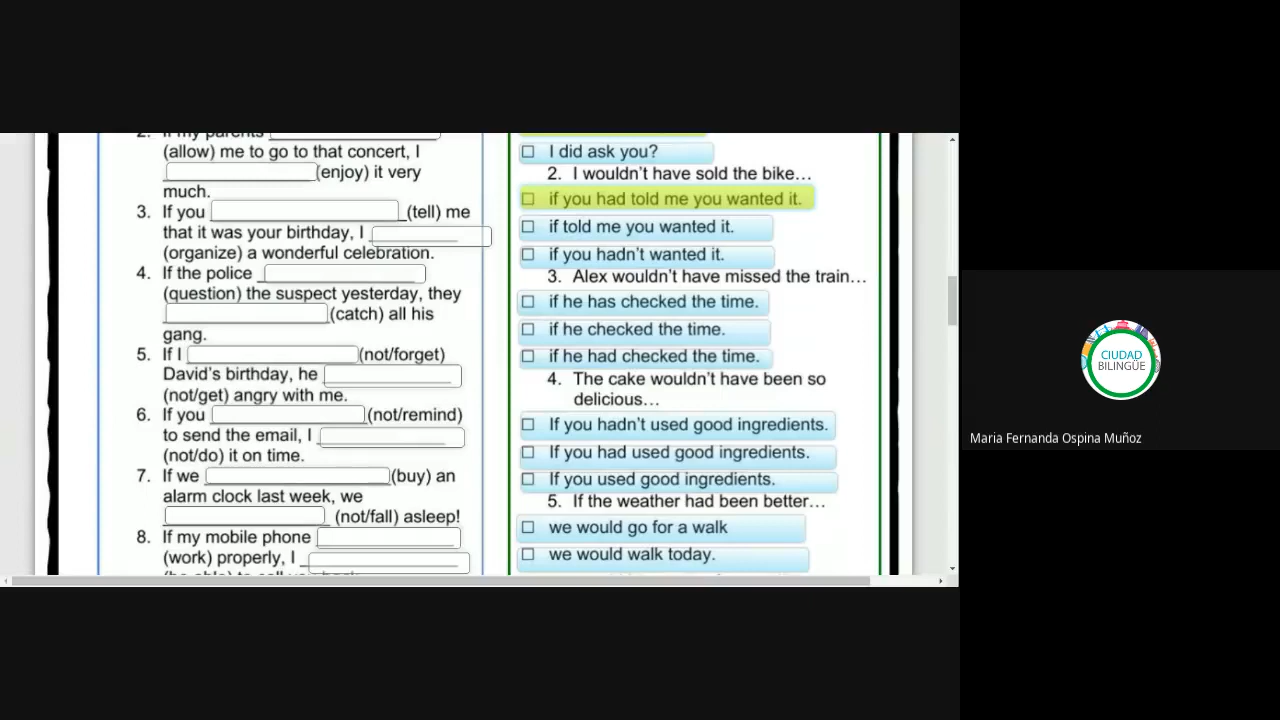 2. If my parents
(allow) me to go to that concert, I
(enjoy) it very
much.
3. If you _(tell) me
that it was your birthday, I
(organize) a wonderful celebration.
4. If the police
(question) the suspect yesterday, they
(catch) all his
gang.
5. If I (not/forget)
David's birthday, he
(not/get) angry with me.
6. If you (not/remind)
to send the email, I
(not/do) it on time.
7. If we (buy) an
alarm clock last week, we
(not/fall) asleep!
8. If my mobile phone
(work) properly, I
I did ask you?
2. I wouldn't have sold the bike…
if you had told me you wanted it.
if told me you wanted it.
if you hadn't wanted it.
3. Alex wouldn't have missed the train…
if he has checked the time.
if he checked the time.
if he had checked the time.
4. The cake wouldn't have been so
delicious…
If you hadn't used good ingredients.
If you had used good ingredients.
If you used good ingredients.
5. If the weather had been better…
we would go for a walk
we would walk today.
CIUDAD
BILINGÜE
Maria Fernanda Ospina Muñoz